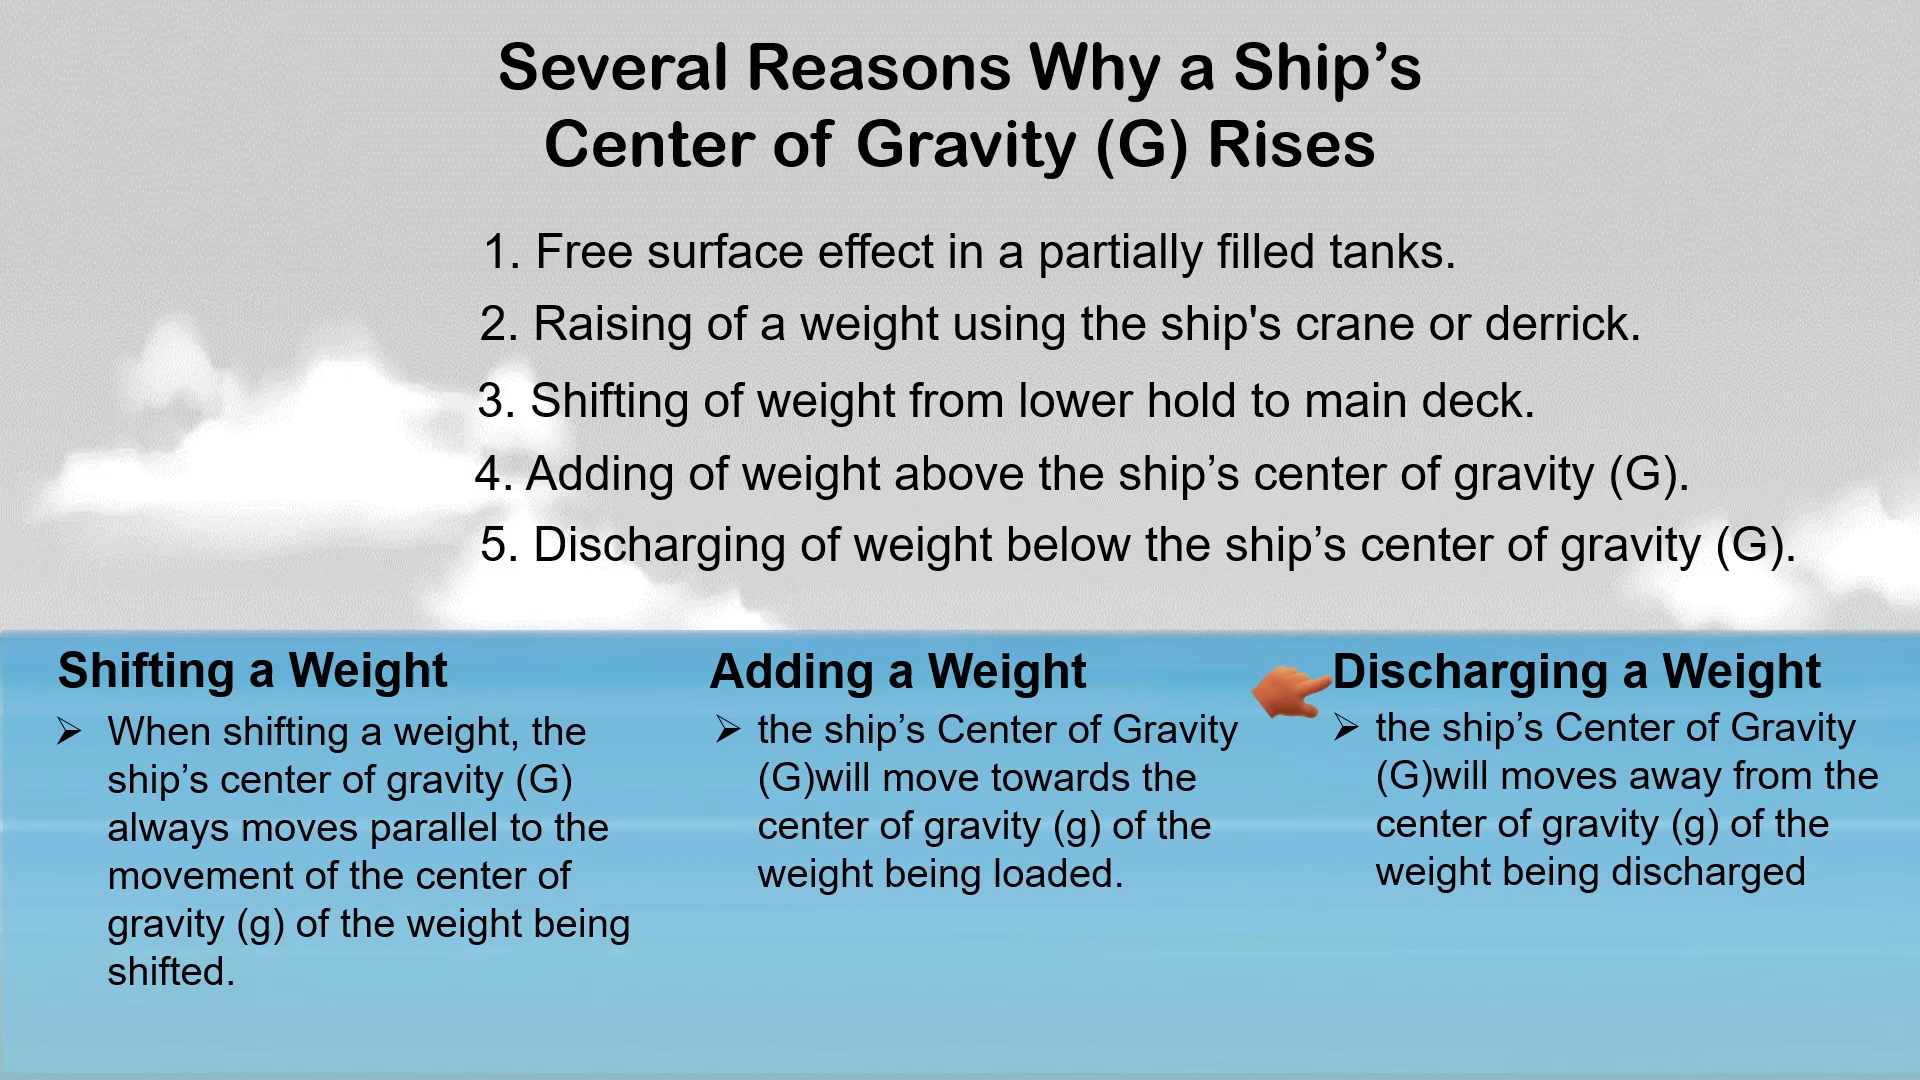 Several Reasons Why a Ship’s
Center of Gravity (G) Rises
1. Free surface effect in a partially filled tanks.
2. Raising of a weight using the ship's crane or derrick.
3. Shifting of weight from lower hold to main deck.
4. Adding of weight above the ship’s center of gravity (G).
5. Discharging of weight below the ship’s center of gravity (G).
Shifting a Weight
➢ When shifting a weight, the
ship’s center of gravity (G)
always moves parallel to the
movement of the center of
gravity (g) of the weight being
shifted.
Adding a Weight
➢ the ship’s Center of Gravity
(G)will move towards the
center of gravity (g) of the
weight being loaded.
Discharging a Weight
➢ the ship’s Center of Gravity
(G)will moves away from the
center of gravity (g) of the
weight being discharged